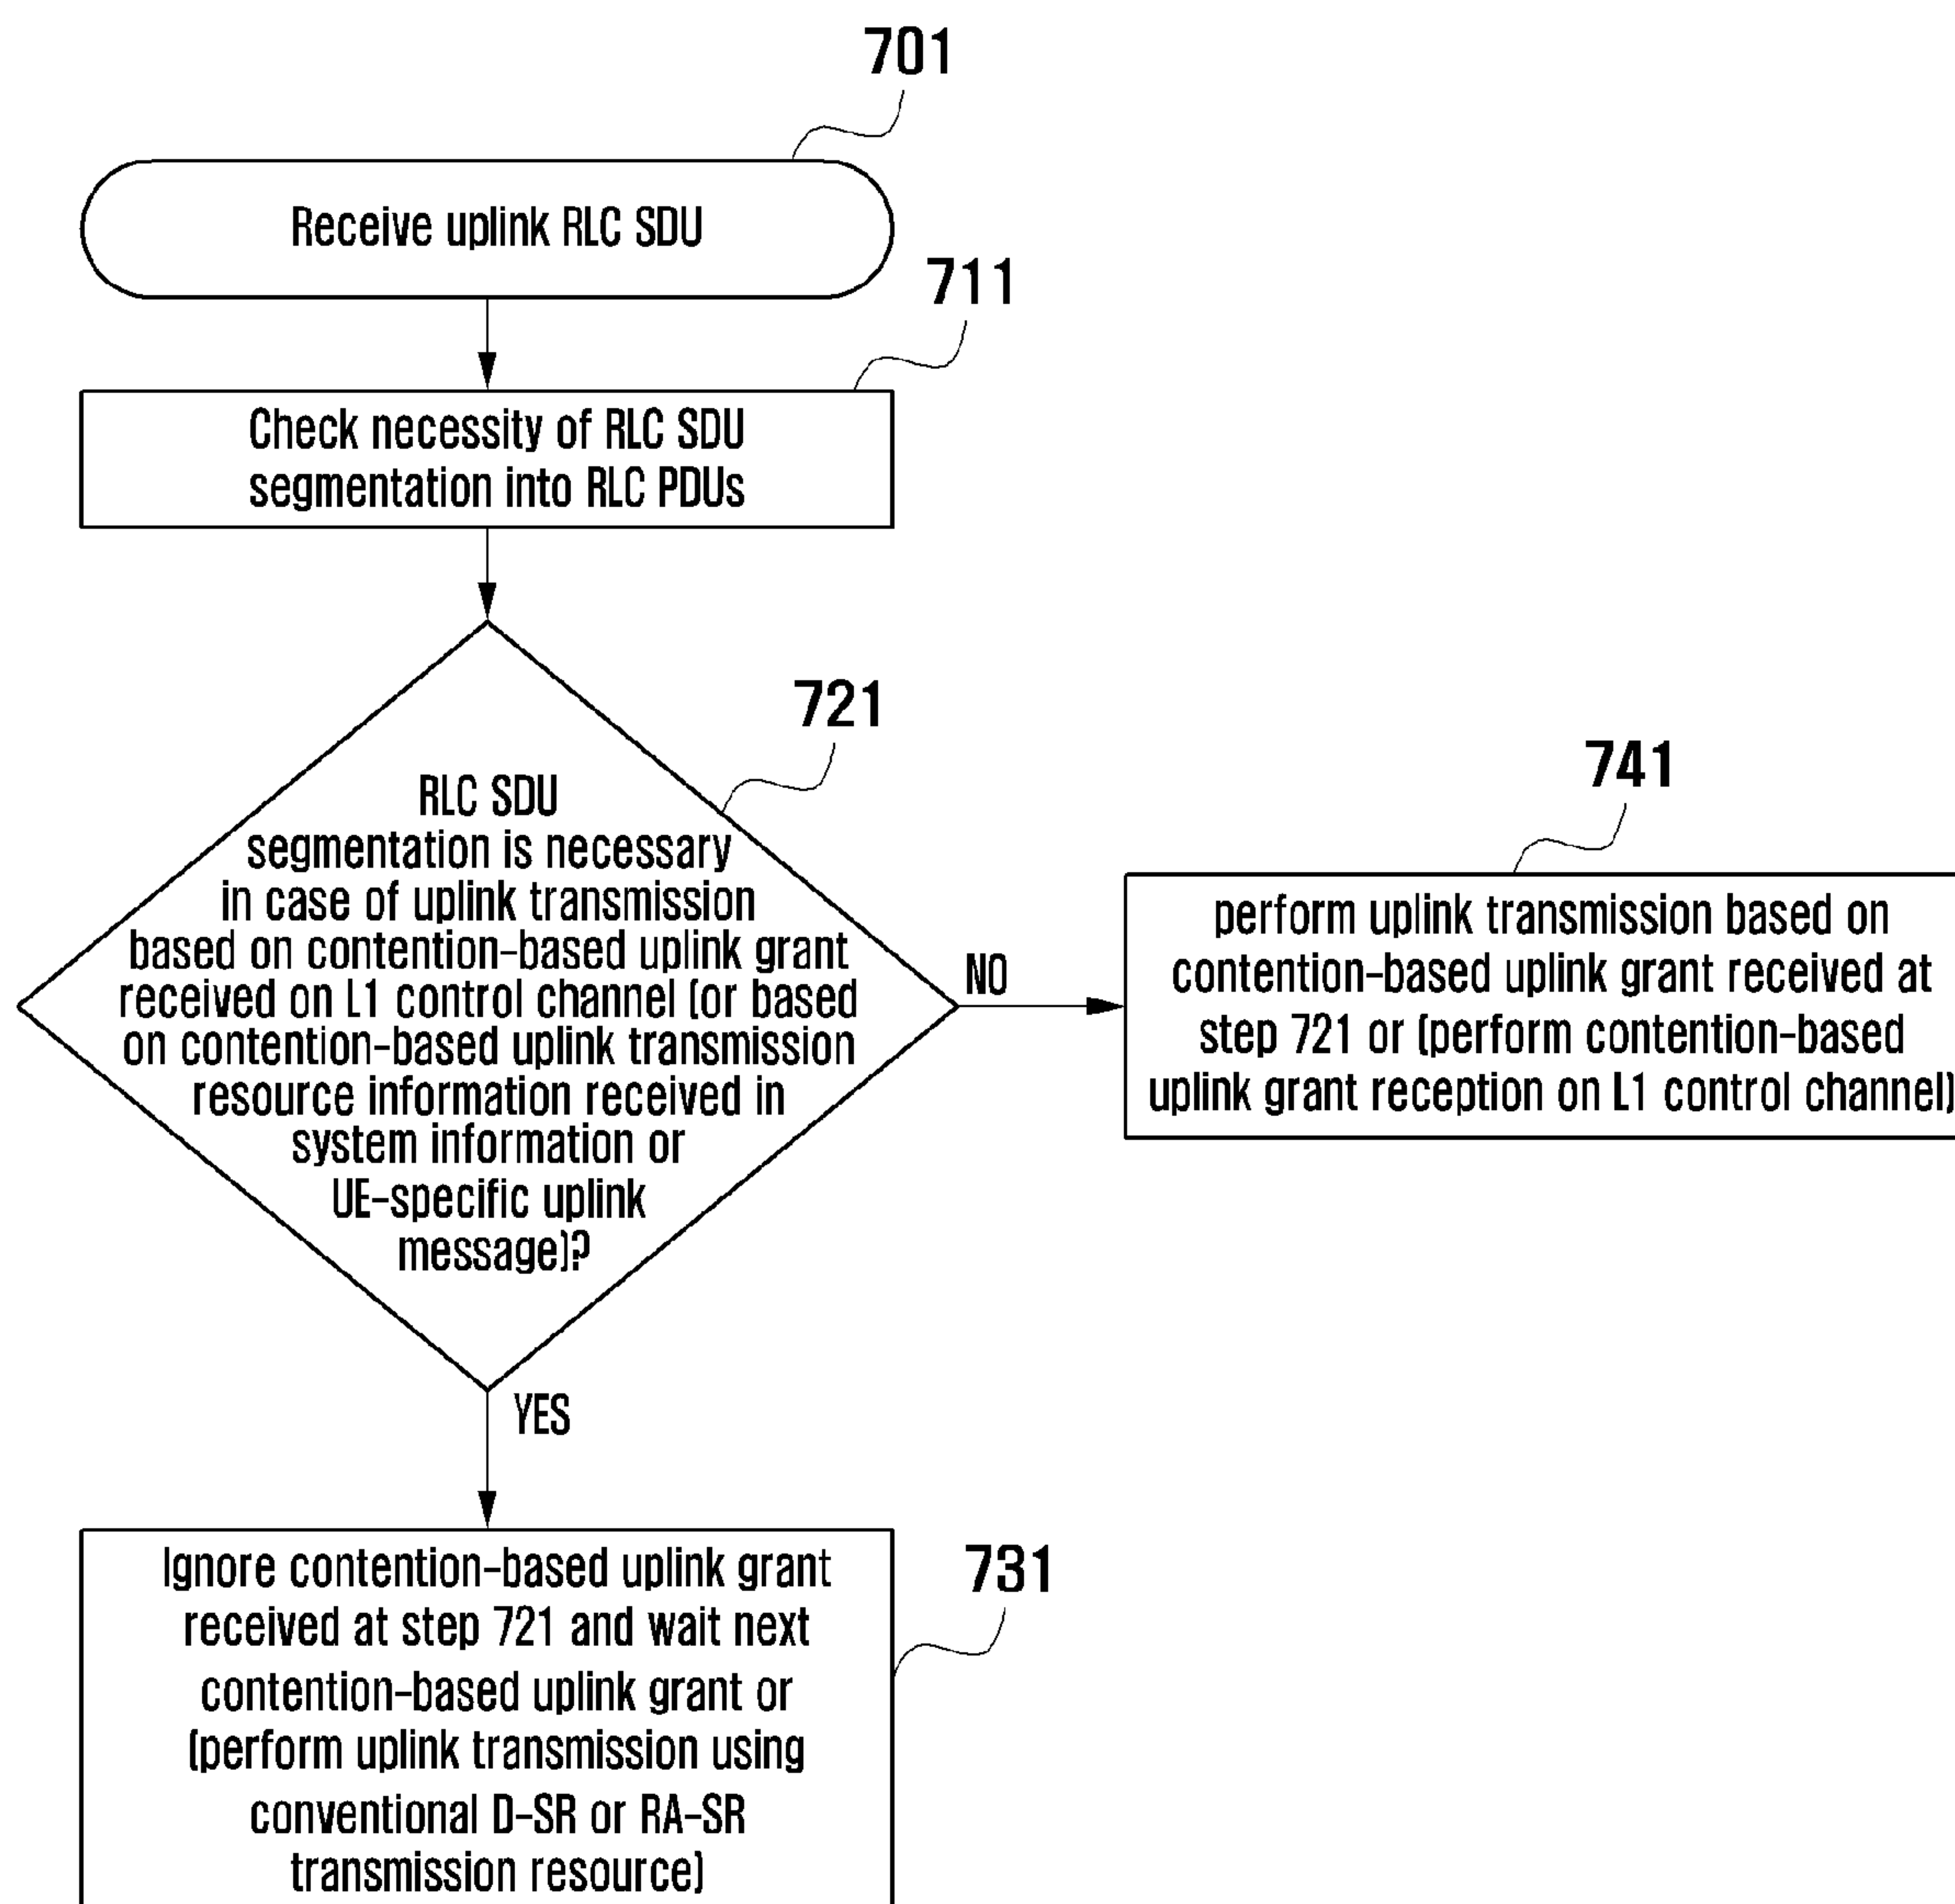 701
Receive uplink RLC SDU
711
Check necessity of RLC SDU
segmentation into RLC PDUs
721
RLC SDU
segmentation is necessary
in case of uplink transmission
based on contention-based uplink grant
received on L1 control channel (or based
on contention-based uplink transmission
resource information received in
system information or
UE-specific uplink
message)?
NO
741
perform uplink transmission based on
contention-based uplink grant received at
step 721 or (perform contention-based
uplink grant reception on L1 control channel)
YES
731
Ignore contention-based uplink grant
received at step 721 and wait next
contention-based uplink grant or
(perform uplink transmission using
conventional D-SR or RA-SR
transmission resource)